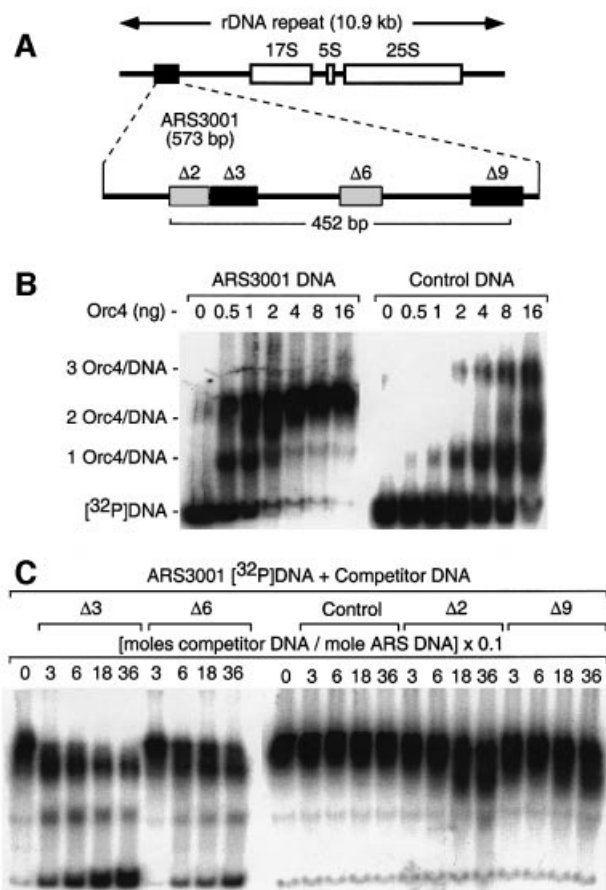 A
rDNA repeat (10.9 kb)
17S 5S 25S
ARS3001
(573 bp)
Δ2 Δ3 Δ6 Δ9
452 bp
B
ARS3001 DNA Control DNA
Orc4 (ng) - 0 0.5 1 2 4 8 16 0 0.5 1 2 4 8 16
3 Orc4/DNA -
2 Orc4/DNA -
1 Orc4/DNA -
[32P]DNA -
C
ARS3001 [32P]DNA + Competitor DNA
Δ3 Δ6 Control Δ2 Δ9
[moles competitor DNA / mole ARS DNA] x 0.1
0 3 6 18 36 3 6 18 36 0 3 6 18 36 3 6 18 36 3 6 18 36